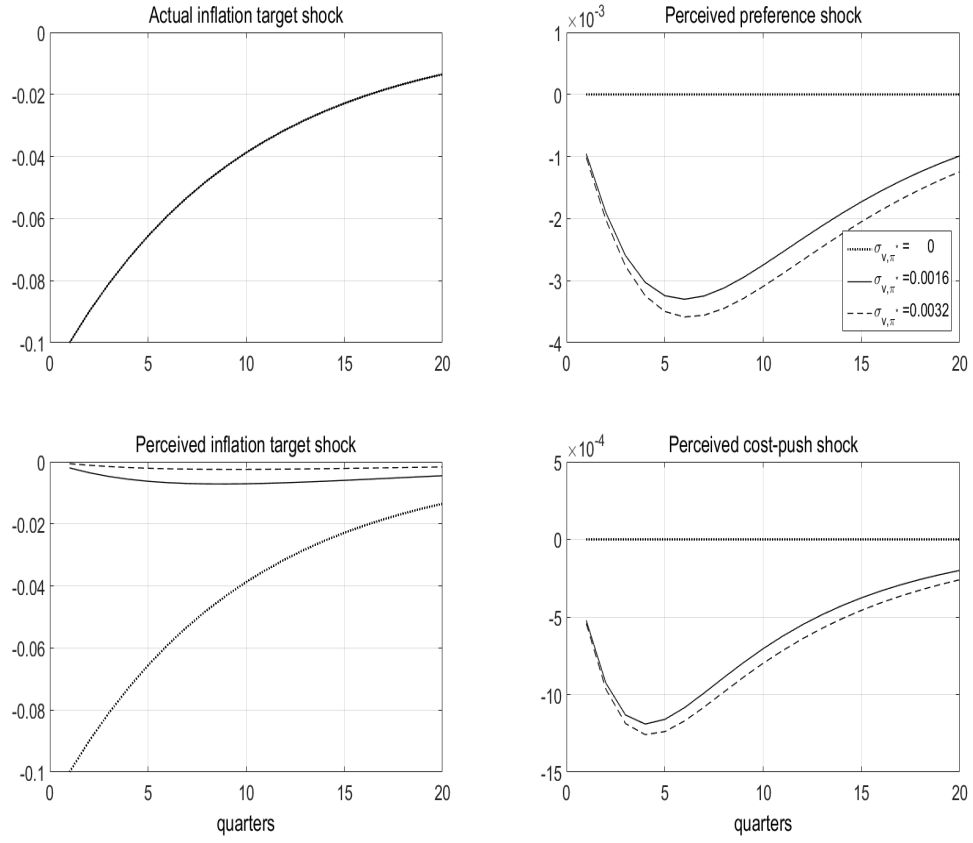 Actual inflation target shock
0
-0.02
-0.04
-0.06
-0.08
-0.1
0 5 10 15 20
Perceived preference shock
×10⁻³
1
0
-1
-2
-3
-4
0 5 10 15 20
σ_{v,π*} = 0
σ_{v,π*} =0.0016
σ_{v,π*} =0.0032
Perceived inflation target shock
0
-0.02
-0.04
-0.06
-0.08
-0.1
0 5 10 15 20
quarters
Perceived cost-push shock
×10⁻⁴
5
0
-5
-10
-15
0 5 10 15 20
quarters